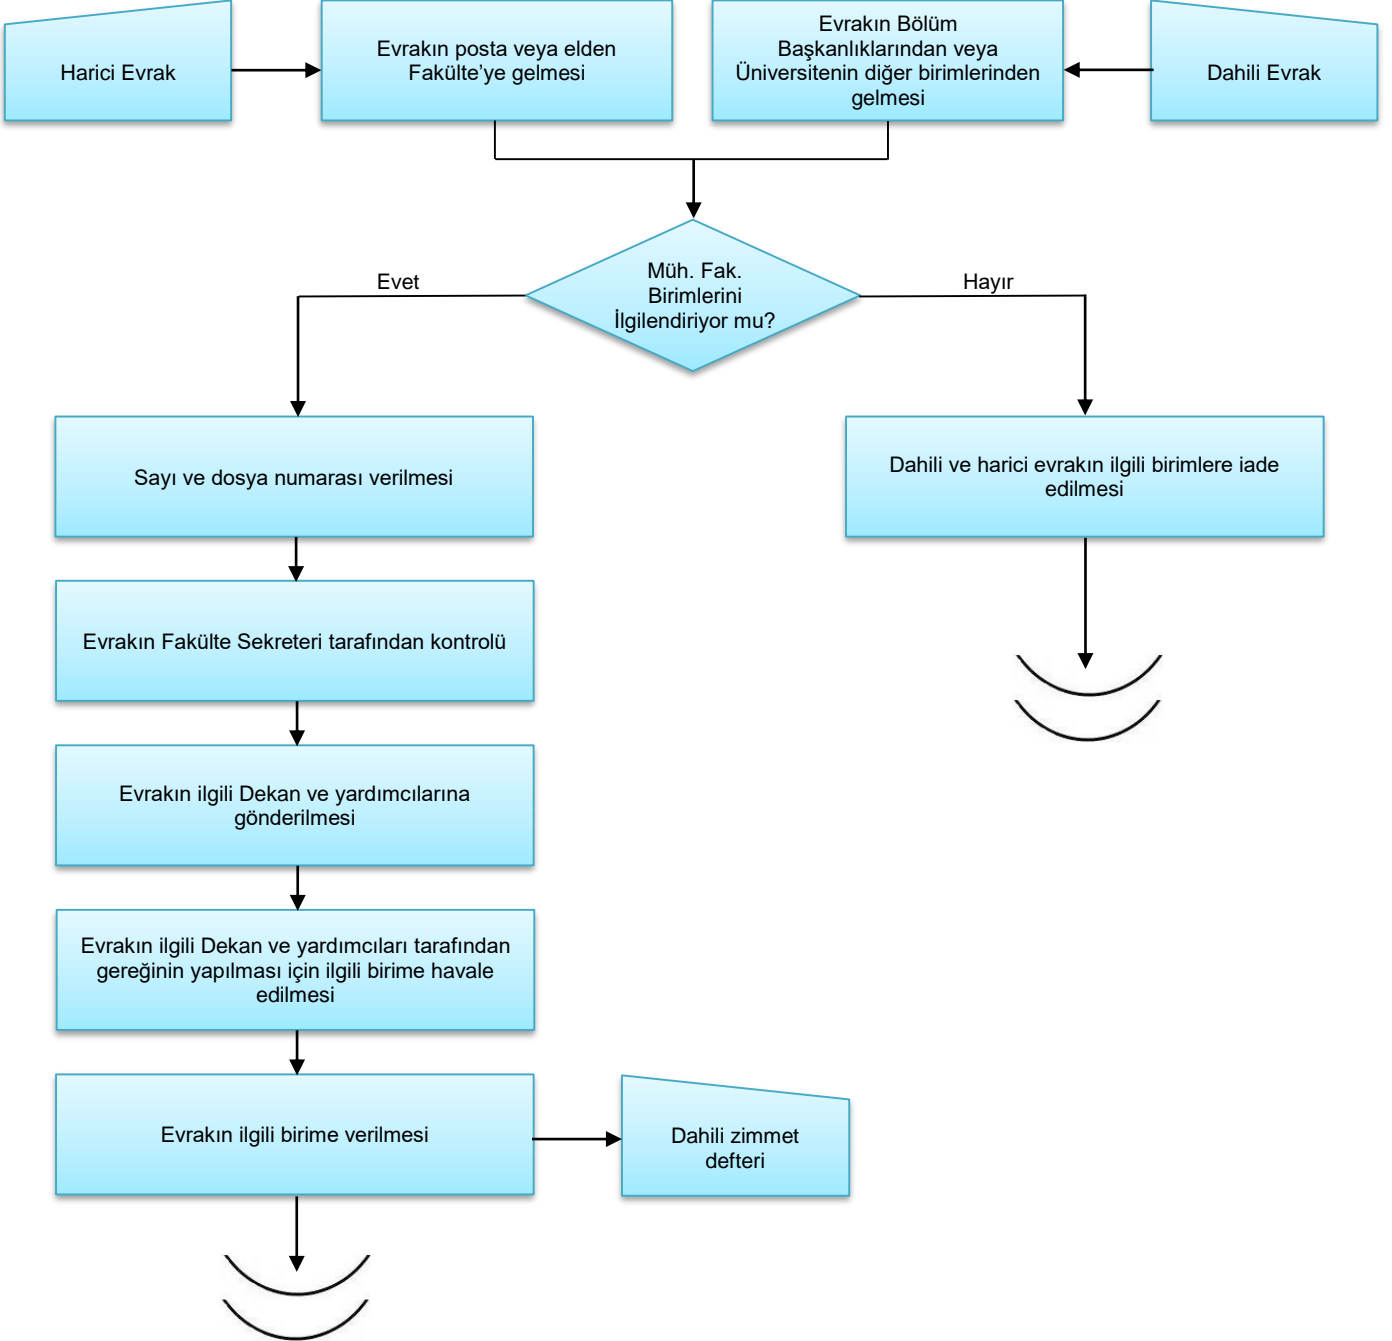 Harici Evrak
Evrakın posta veya elden
Fakülte’ye gelmesi
Evrakın Bölüm
Başkanlıklarından veya
Üniversitenin diğer birimlerinden
gelmesi
Dahili Evrak
Müh. Fak.
Birimlerini
İlgilendiriyor mu?
Evet
Hayır
Sayı ve dosya numarası verilmesi
Dahili ve harici evrakın ilgili birimlere iade
edilmesi
Evrakın Fakülte Sekreteri tarafından kontrolü
Evrakın ilgili Dekan ve yardımcılarına
gönderilmesi
Evrakın ilgili Dekan ve yardımcıları tarafından
gereğinin yapılması için ilgili birime havale
edilmesi
Evrakın ilgili birime verilmesi
Dahili zimmet
defteri